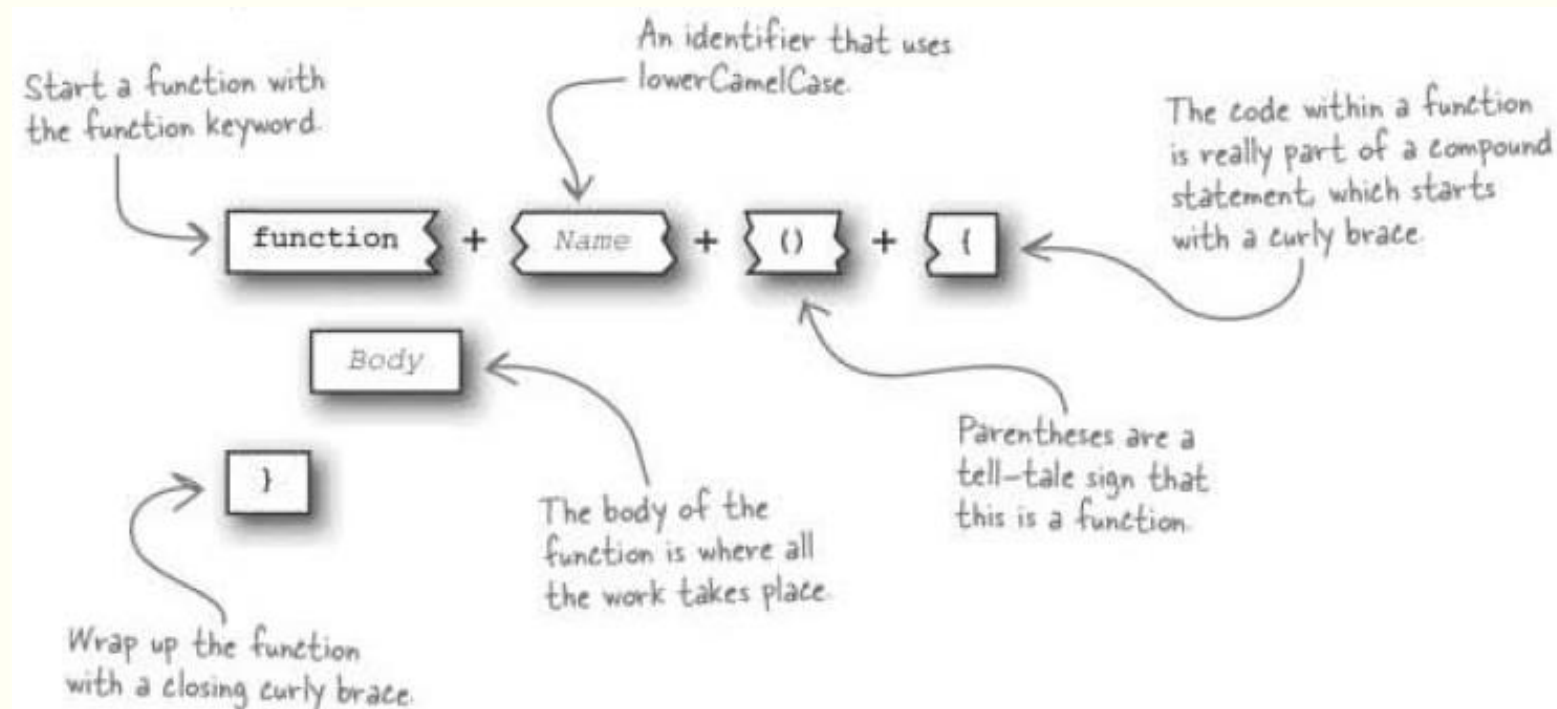 An identifier that uses
lowerCamelCase.
Start a function with
the function keyword.
The code within a function
is really part of a compound
statement, which starts
with a curly brace.
function + Name + () + {
Body
Parentheses are a
tell-tale sign that
this is a function.
}
The body of the
function is where all
the work takes place.
Wrap up the function
with a closing curly brace.